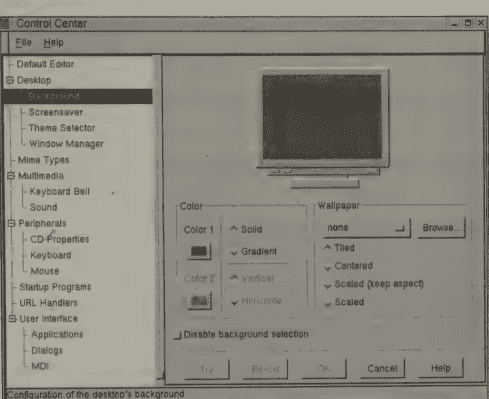 Control Center
File Help
Default Editor
Desktop
Background
Screensaver
Theme Selector
Window Manager
Mime Types
Multimedia
Keyboard Bell
Sound
Peripherals
CD-Properties
Keyboard
Mouse
Startup Programs
URL Handlers
User Interface
Applications
Dialogs
MDI
Color
Color 1
Solid
Gradient
Color 2
Vertical
Horizontal
Wallpaper
none Browse...
Tiled
Centered
Scaled (keep aspect)
Scaled
Disable background selection
Try Revert OK Cancel Help
Configuration of the desktop's background